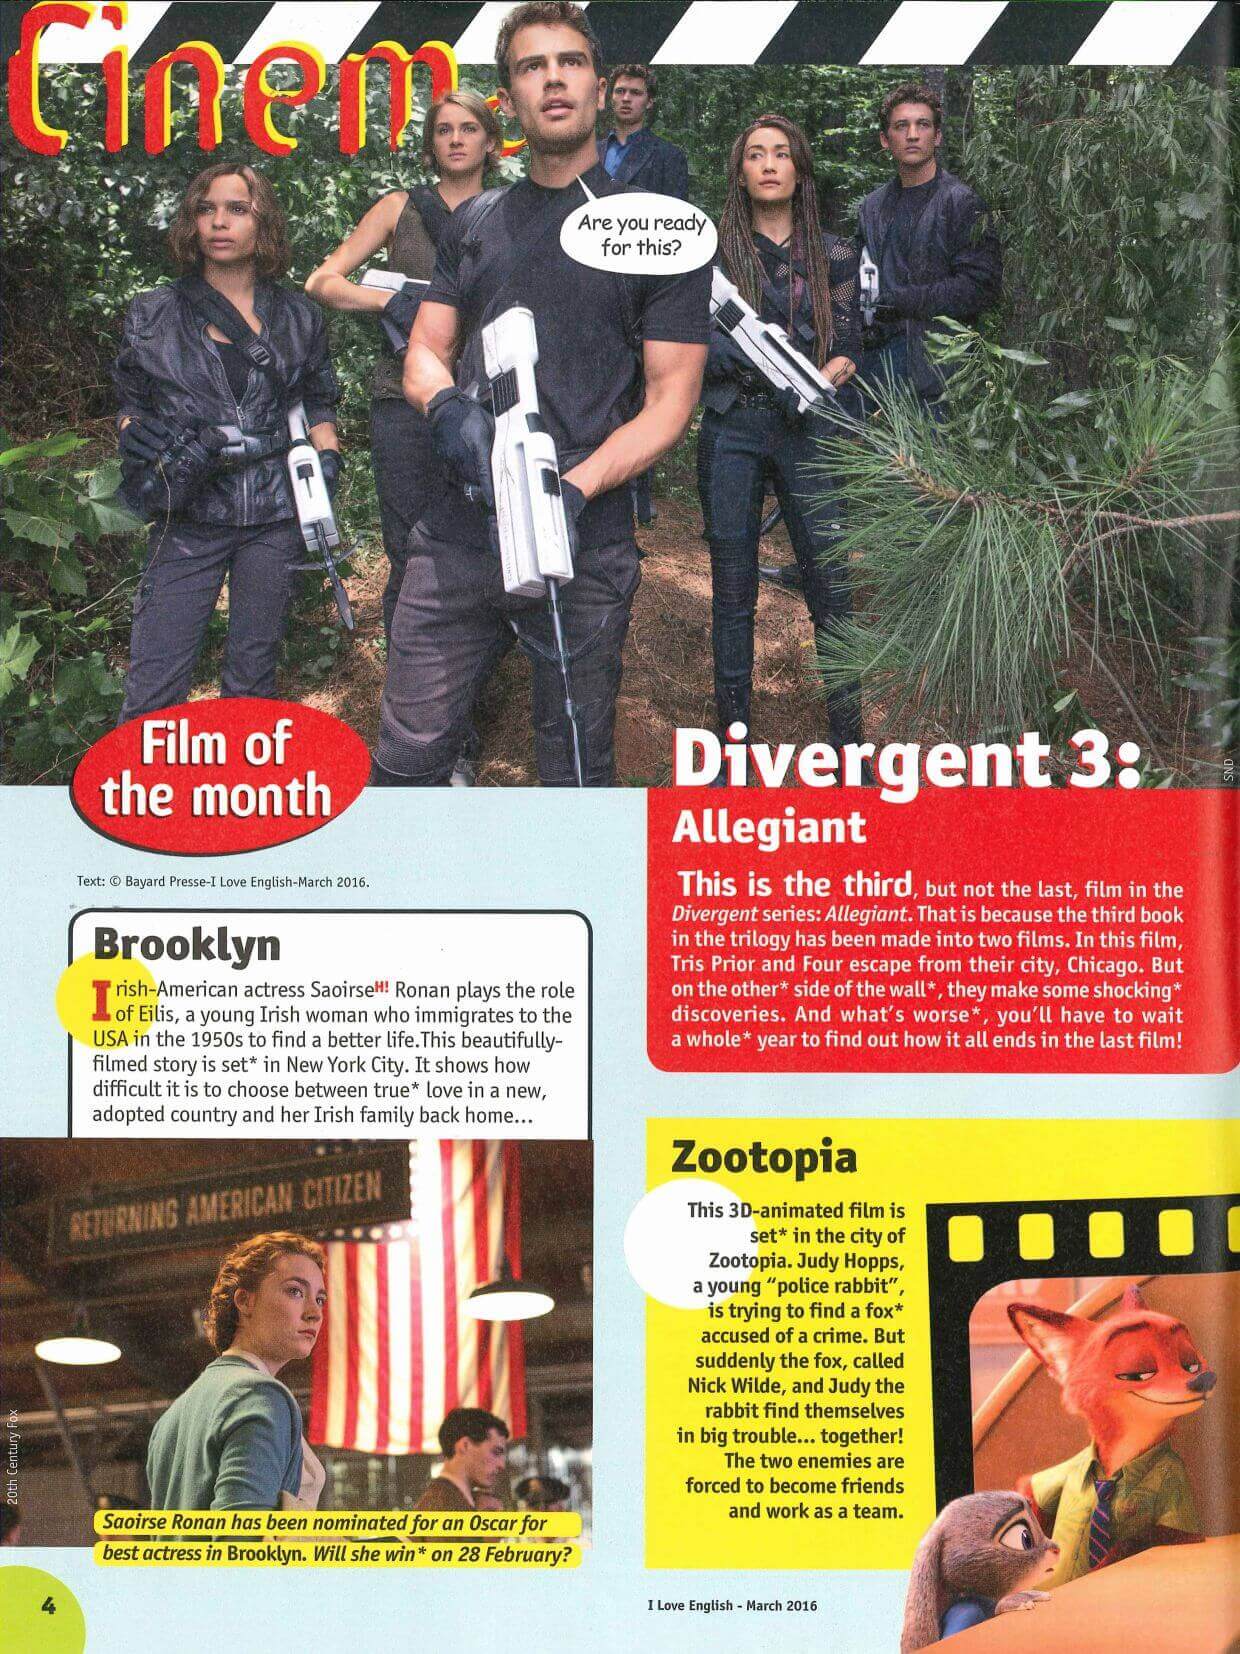 Cinema
Are you ready
for this?
Film of
the month
SND
Divergent 3:
Allegiant
This is the third, but not the last, film in the
Divergent series: Allegiant. That is because the third book
in the trilogy has been made into two films. In this film,
Tris Prior and Four escape from their city, Chicago. But
on the other* side of the wall*, they make some shocking*
discoveries. And what's worse*, you'll have to wait
a whole* year to find out how it all ends in the last film!
Text: © Bayard Presse-I Love English-March 2016.
Brooklyn
Irish-American actress SaoirseH! Ronan plays the role
of Eilis, a young Irish woman who immigrates to the
USA in the 1950s to find a better life.This beautifully-
filmed story is set* in New York City. It shows how
difficult it is to choose between true* love in a new,
adopted country and her Irish family back home...
RETURNING AMERICAN CITIZEN
20th Century Fox
Saoirse Ronan has been nominated for an Oscar for
best actress in Brooklyn. Will she win* on 28 February?
Zootopia
This 3D-animated film is
set* in the city of
Zootopia. Judy Hopps,
a young “police rabbit”,
is trying to find a fox*
accused of a crime. But
suddenly the fox, called
Nick Wilde, and Judy the
rabbit find themselves
in big trouble... together!
The two enemies are
forced to become friends
and work as a team.
4
I Love English - March 2016